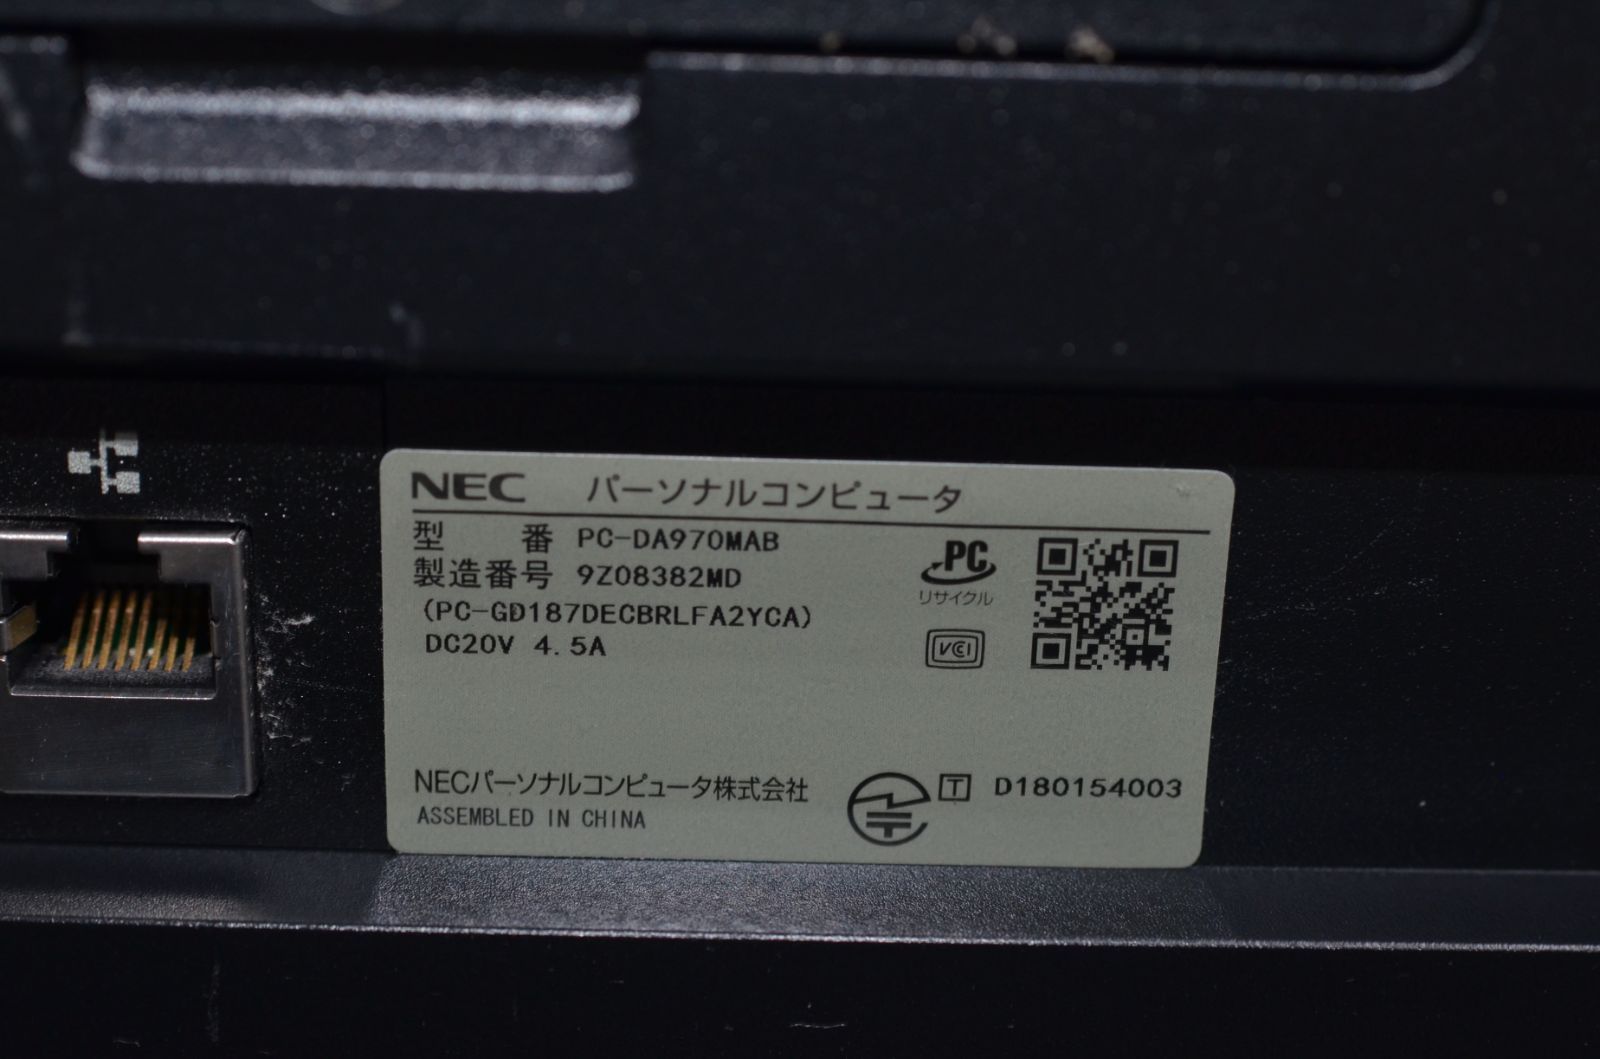 NEC パーソナルコンピュータ
型 番 PC-DA970MAB
製造番号 9Z08382MD
(PC-GD187DECBRLFA2YCA)
DC20V 4.5A
PC
リサイクル
VCI
NECパーソナルコンピュータ株式会社
ASSEMBLED IN CHINA
T D180154003